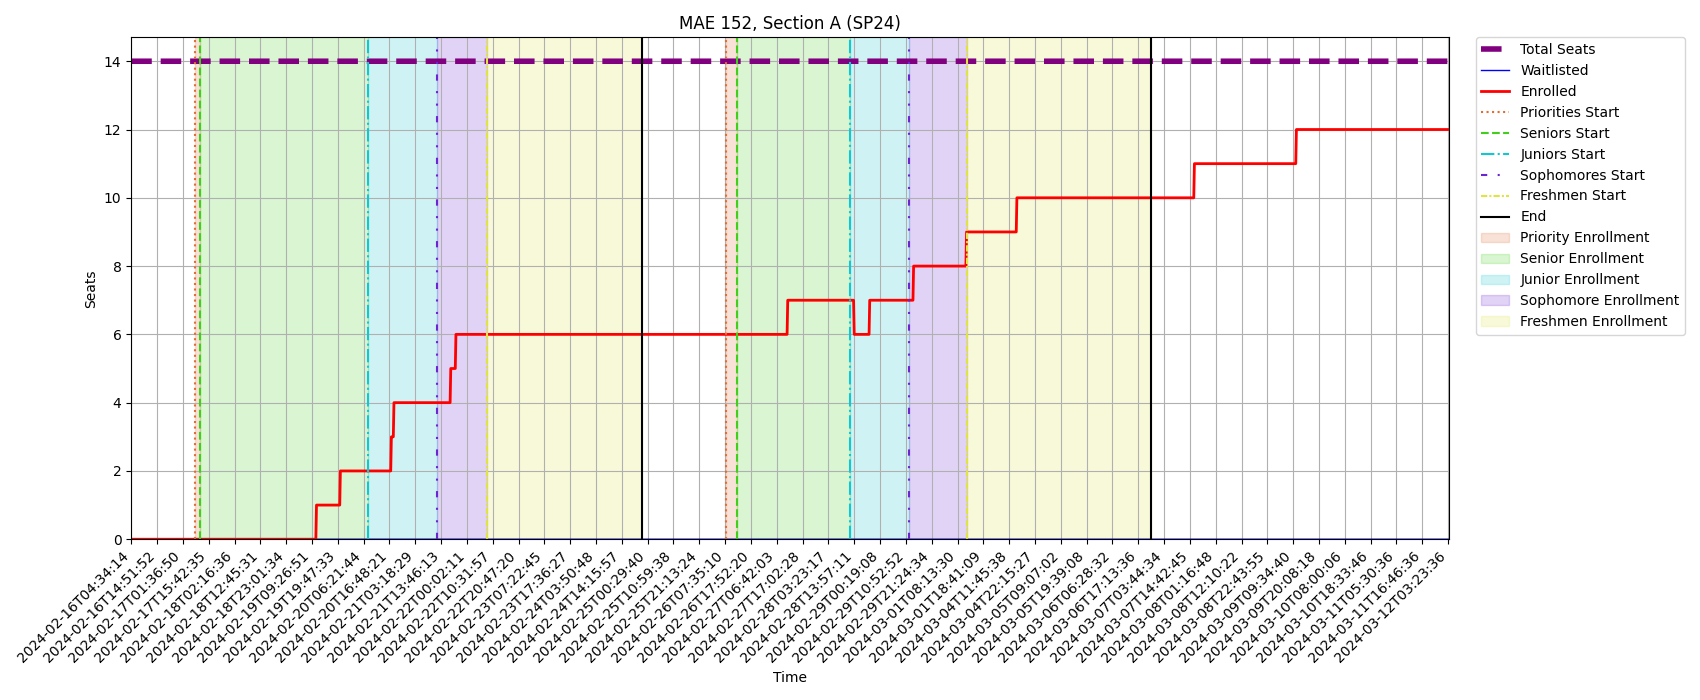 MAE 152, Section A (SP24)
Seats
14
12
10
8
6
4
2
0
2024-02-16T04:34:14
2024-02-16T14:51:52
2024-02-17T01:36:50
2024-02-17T15:42:35
2024-02-18T02:16:36
2024-02-18T12:45:31
2024-02-18T23:01:34
2024-02-19T09:26:51
2024-02-19T19:47:33
2024-02-20T06:21:44
2024-02-20T16:48:21
2024-02-21T03:18:29
2024-02-21T13:46:13
2024-02-22T00:02:11
2024-02-22T10:31:57
2024-02-22T20:47:20
2024-02-23T07:22:45
2024-02-23T17:36:27
2024-02-24T03:50:48
2024-02-24T14:15:57
2024-02-25T00:29:40
2024-02-25T10:59:38
2024-02-25T21:13:24
2024-02-26T07:35:10
2024-02-26T17:52:20
2024-02-27T06:42:03
2024-02-27T17:02:28
2024-02-28T03:23:17
2024-02-28T13:57:11
2024-02-29T00:19:08
2024-02-29T10:52:52
2024-02-29T21:24:34
2024-03-01T08:13:30
2024-03-01T18:41:09
2024-03-04T11:45:38
2024-03-04T22:15:27
2024-03-05T09:07:02
2024-03-05T19:39:08
2024-03-06T06:28:32
2024-03-06T17:13:36
2024-03-07T03:44:34
2024-03-07T14:42:45
2024-03-08T01:16:48
2024-03-08T12:10:22
2024-03-08T22:43:55
2024-03-09T09:34:40
2024-03-09T20:08:18
2024-03-10T08:00:06
2024-03-10T18:33:46
2024-03-11T05:30:36
2024-03-11T16:46:36
2024-03-12T03:23:36
Time
Total Seats
Waitlisted
Enrolled
Priorities Start
Seniors Start
Juniors Start
Sophomores Start
Freshmen Start
End
Priority Enrollment
Senior Enrollment
Junior Enrollment
Sophomore Enrollment
Freshmen Enrollment